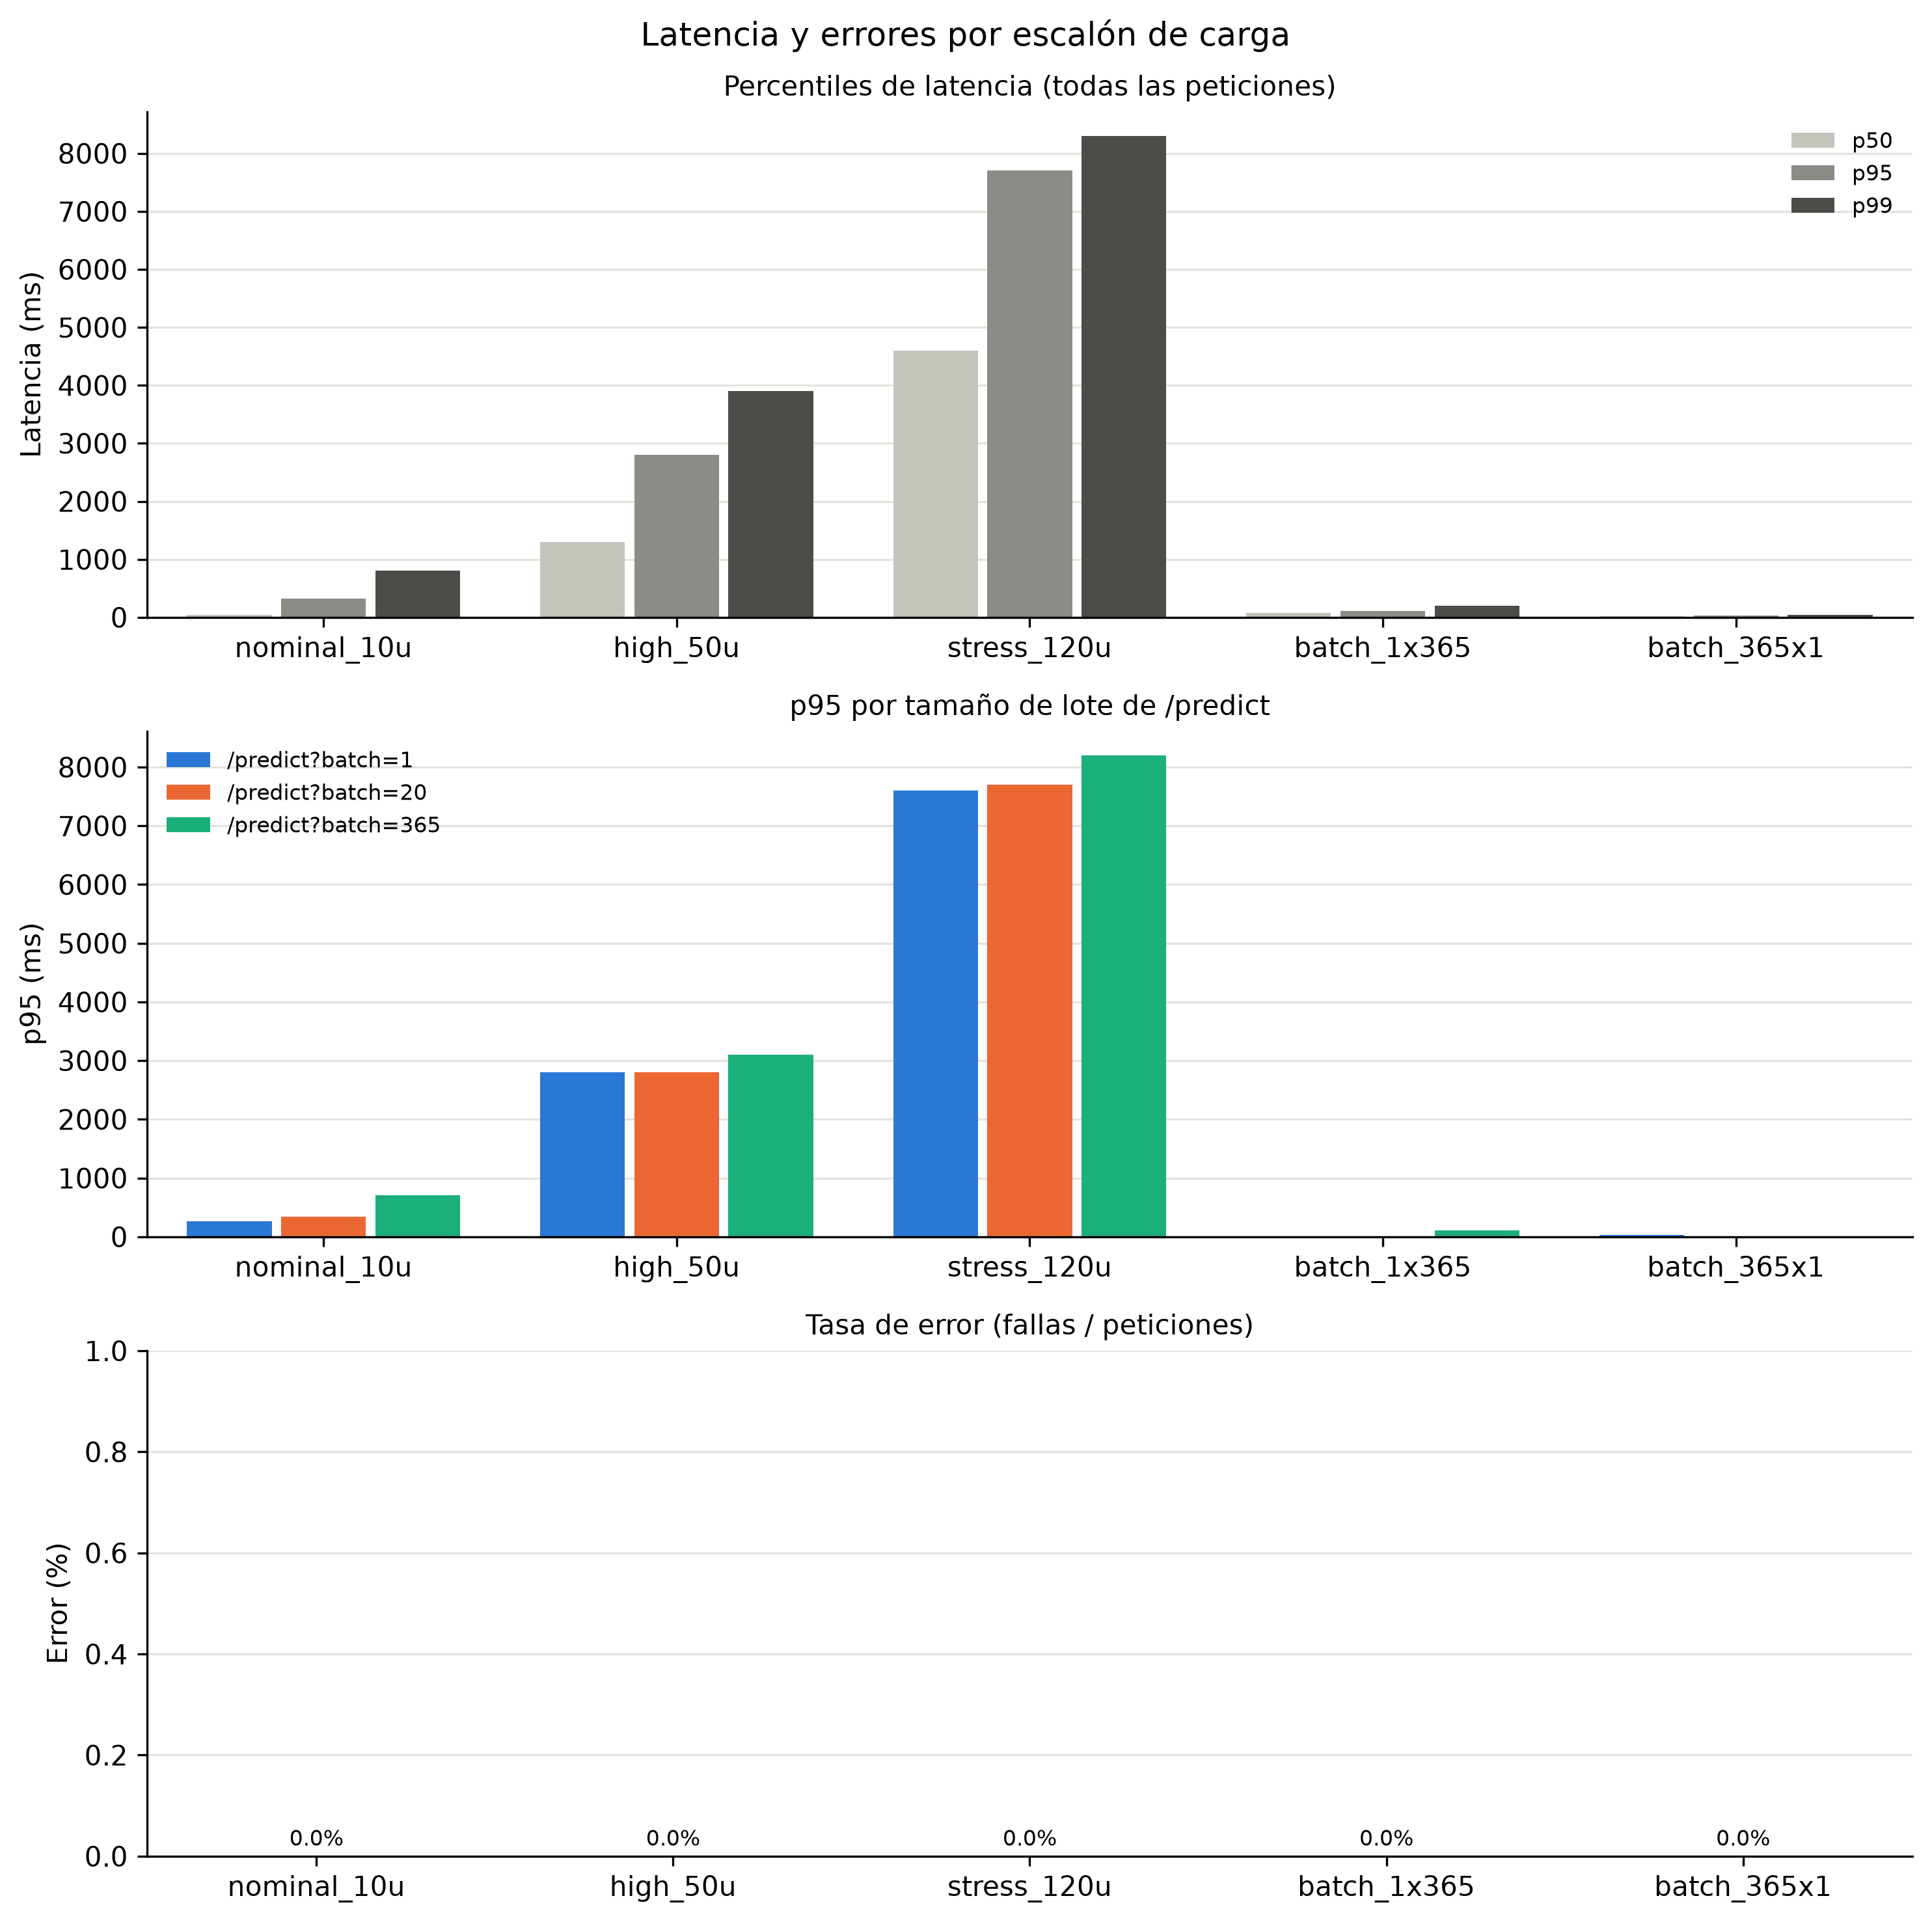 Latencia y errores por escalón de carga
Percentiles de latencia (todas las peticiones)
Latencia (ms)
8000
7000
6000
5000
4000
3000
2000
1000
0
p50
p95
p99
nominal_10u high_50u stress_120u batch_1x365 batch_365x1
p95 por tamaño de lote de /predict
p95 (ms)
8000
7000
6000
5000
4000
3000
2000
1000
0
/predict?batch=1
/predict?batch=20
/predict?batch=365
nominal_10u high_50u stress_120u batch_1x365 batch_365x1
Tasa de error (fallas / peticiones)
Error (%)
1.0
0.8
0.6
0.4
0.2
0.0
0.0% 0.0% 0.0% 0.0% 0.0%
nominal_10u high_50u stress_120u batch_1x365 batch_365x1